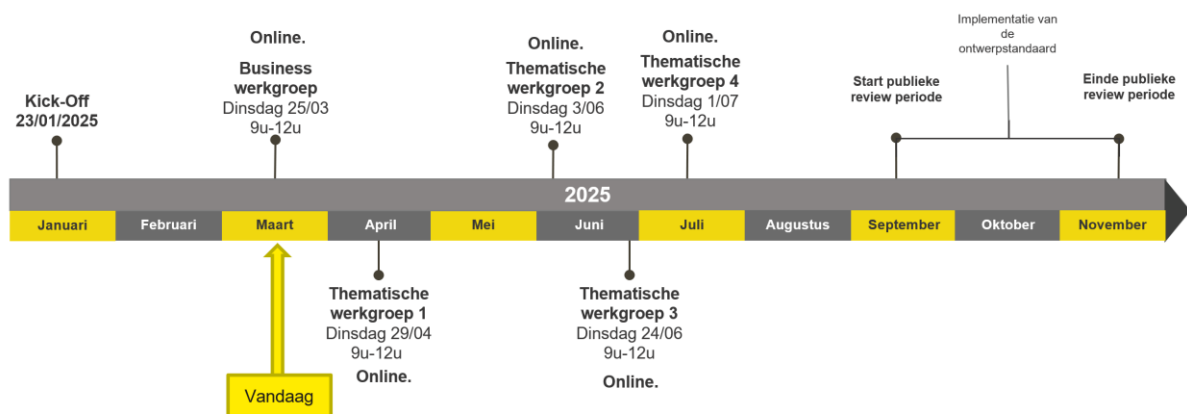 Kick-Off
23/01/2025
Online.
Business
werkgroep
Dinsdag 25/03
9u-12u
Online.
Thematische
werkgroep 2
Dinsdag 3/06
9u-12u
Online.
Thematische
werkgroep 4
Dinsdag 1/07
9u-12u
Implementatie van
de
ontwerpstandaard
Start publieke
review periode
Einde publieke
review periode
2025
Januari
Februari
Maart
April
Mei
Juni
Juli
Augustus
September
Oktober
November
Thematische
werkgroep 1
Dinsdag 29/04
9u-12u
Online.
Thematische
werkgroep 3
Dinsdag 24/06
9u-12u
Online.
Vandaag